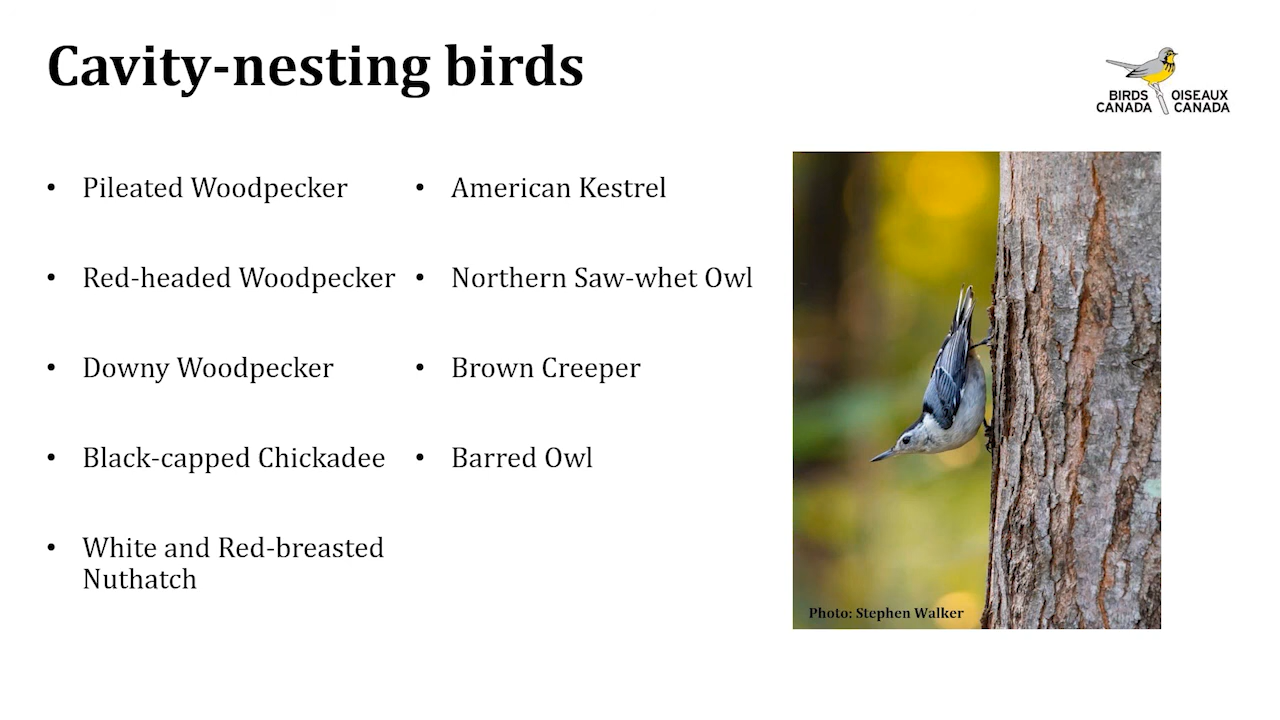 Cavity-nesting birds
BIRDS CANADA
OISEAUX CANADA
• Pileated Woodpecker
• Red-headed Woodpecker
• Downy Woodpecker
• Black-capped Chickadee
• White and Red-breasted
Nuthatch
• American Kestrel
• Northern Saw-whet Owl
• Brown Creeper
• Barred Owl
Photo: Stephen Walker